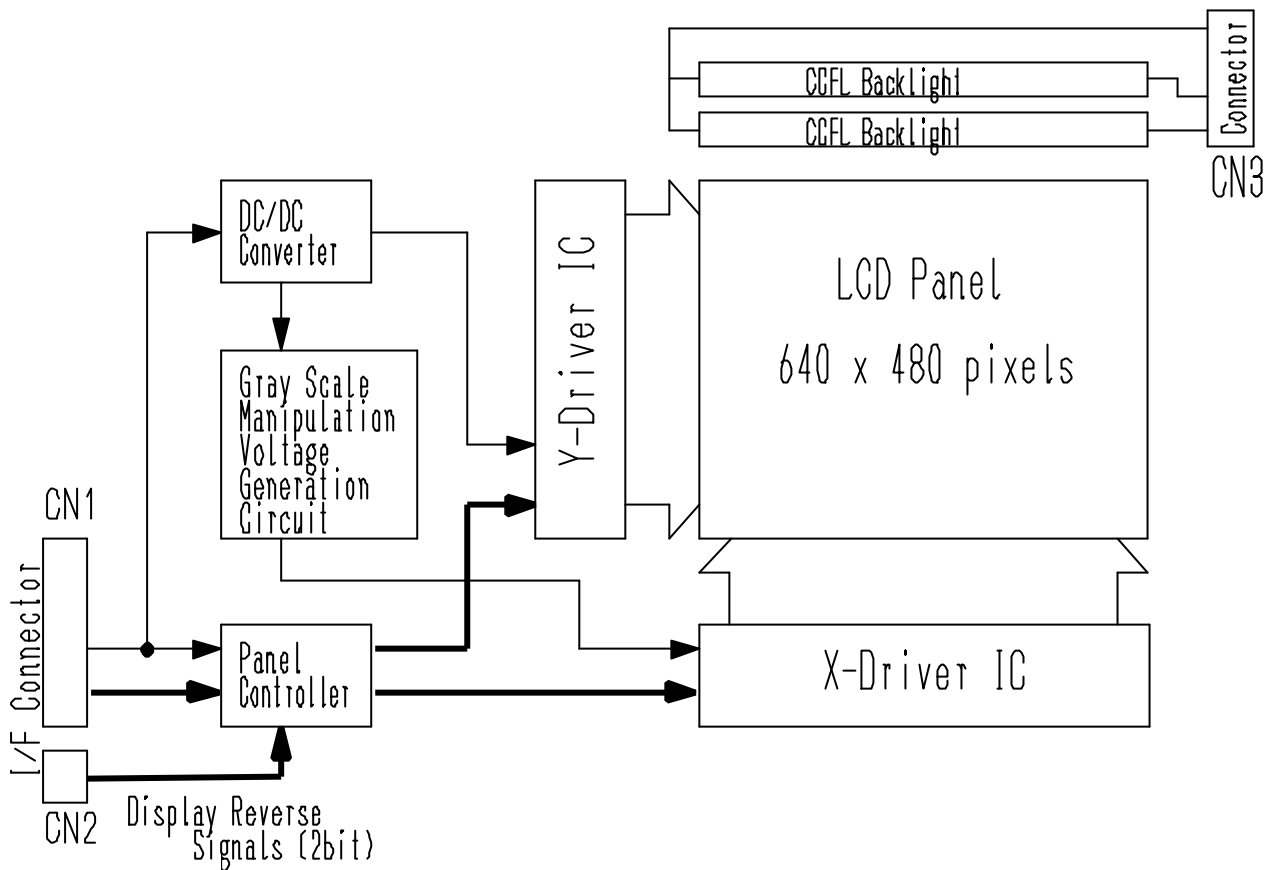 CCFL Backlight
CCFL Backlight
Connector
CN3
DC/DC
Converter
Gray Scale
Manipulation
Voltage
Generation
Circuit
Y-Driver IC
LCD Panel
640 x 480 pixels
CN1
I/F Connector
Panel
Controller
X-Driver IC
CN2
Display Reverse
Signals (2bit)